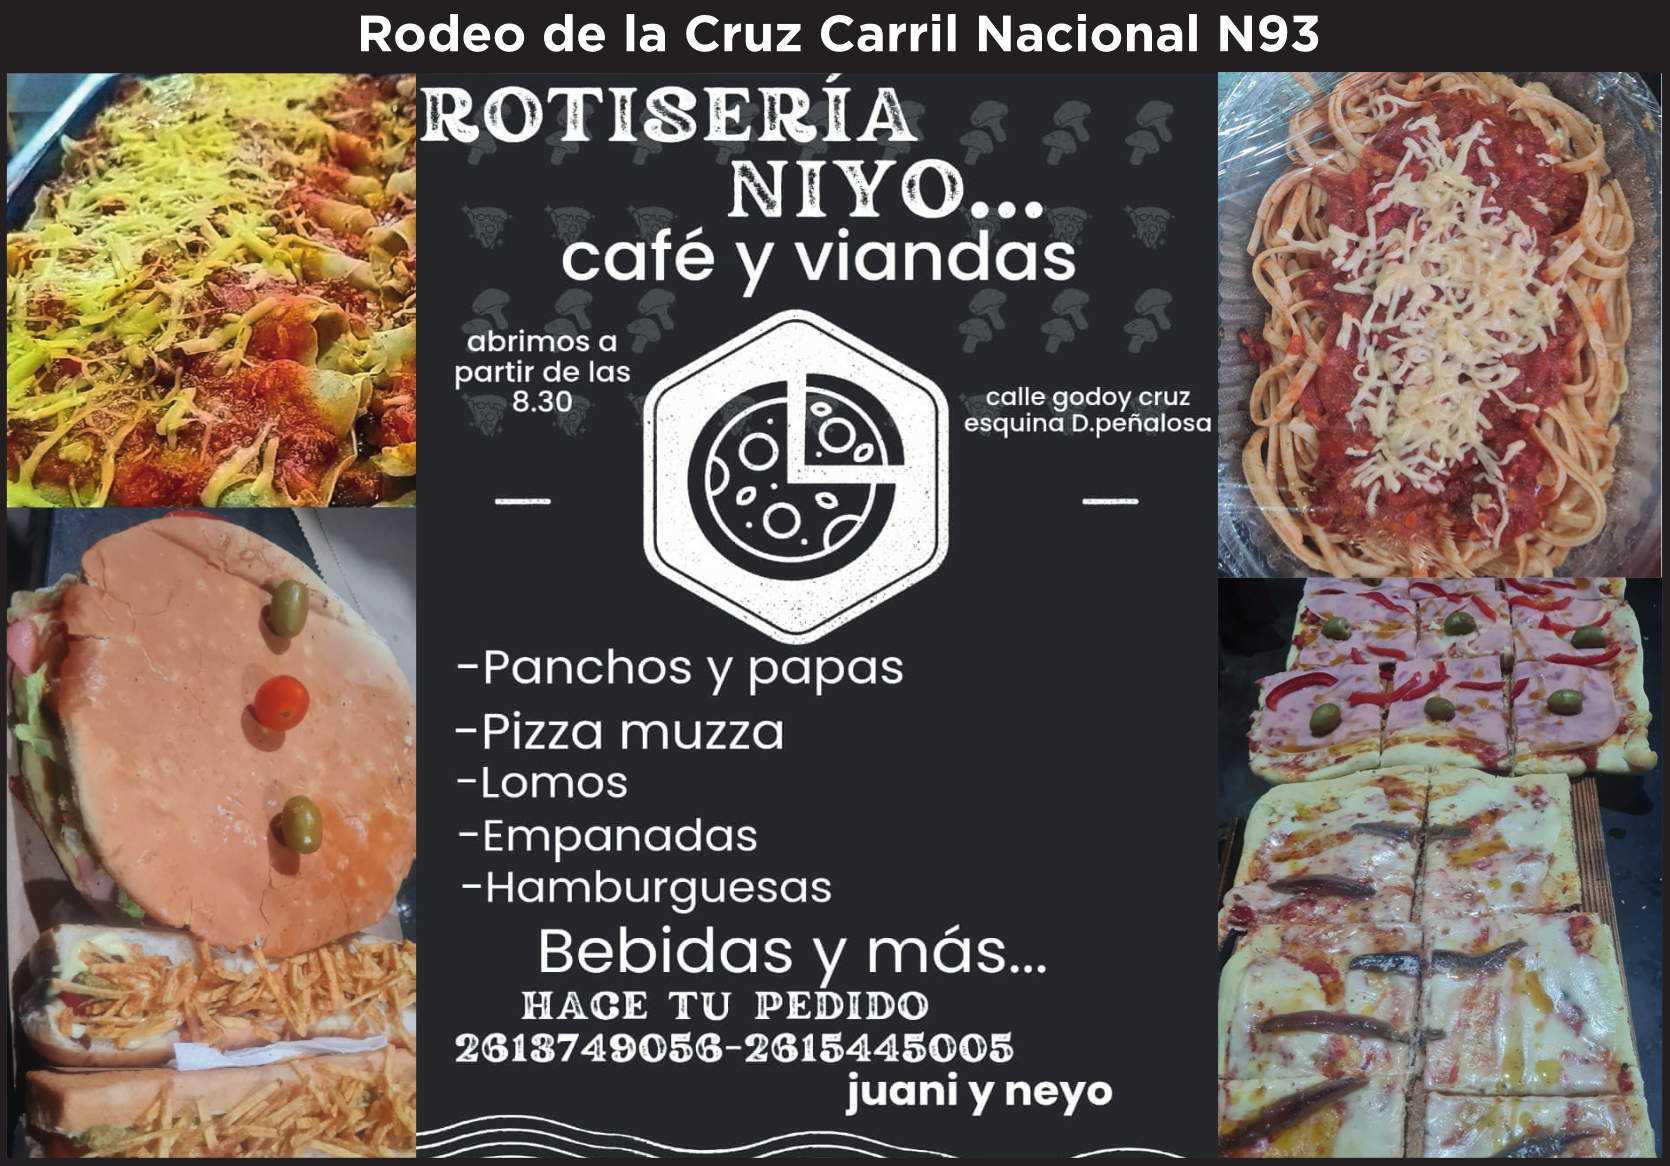 Rodeo de la Cruz Carril Nacional N93
ROTISERÍA
NIYO...
café y viandas
abrimos a
partir de las
8.30
calle godoy cruz
esquina D.peñalosa
-Panchos y papas
-Pizza muzza
-Lomos
-Empanadas
-Hamburguesas
Bebidas y más...
HACE TU PEDIDO
2613749056-2615445005
juani y neyo